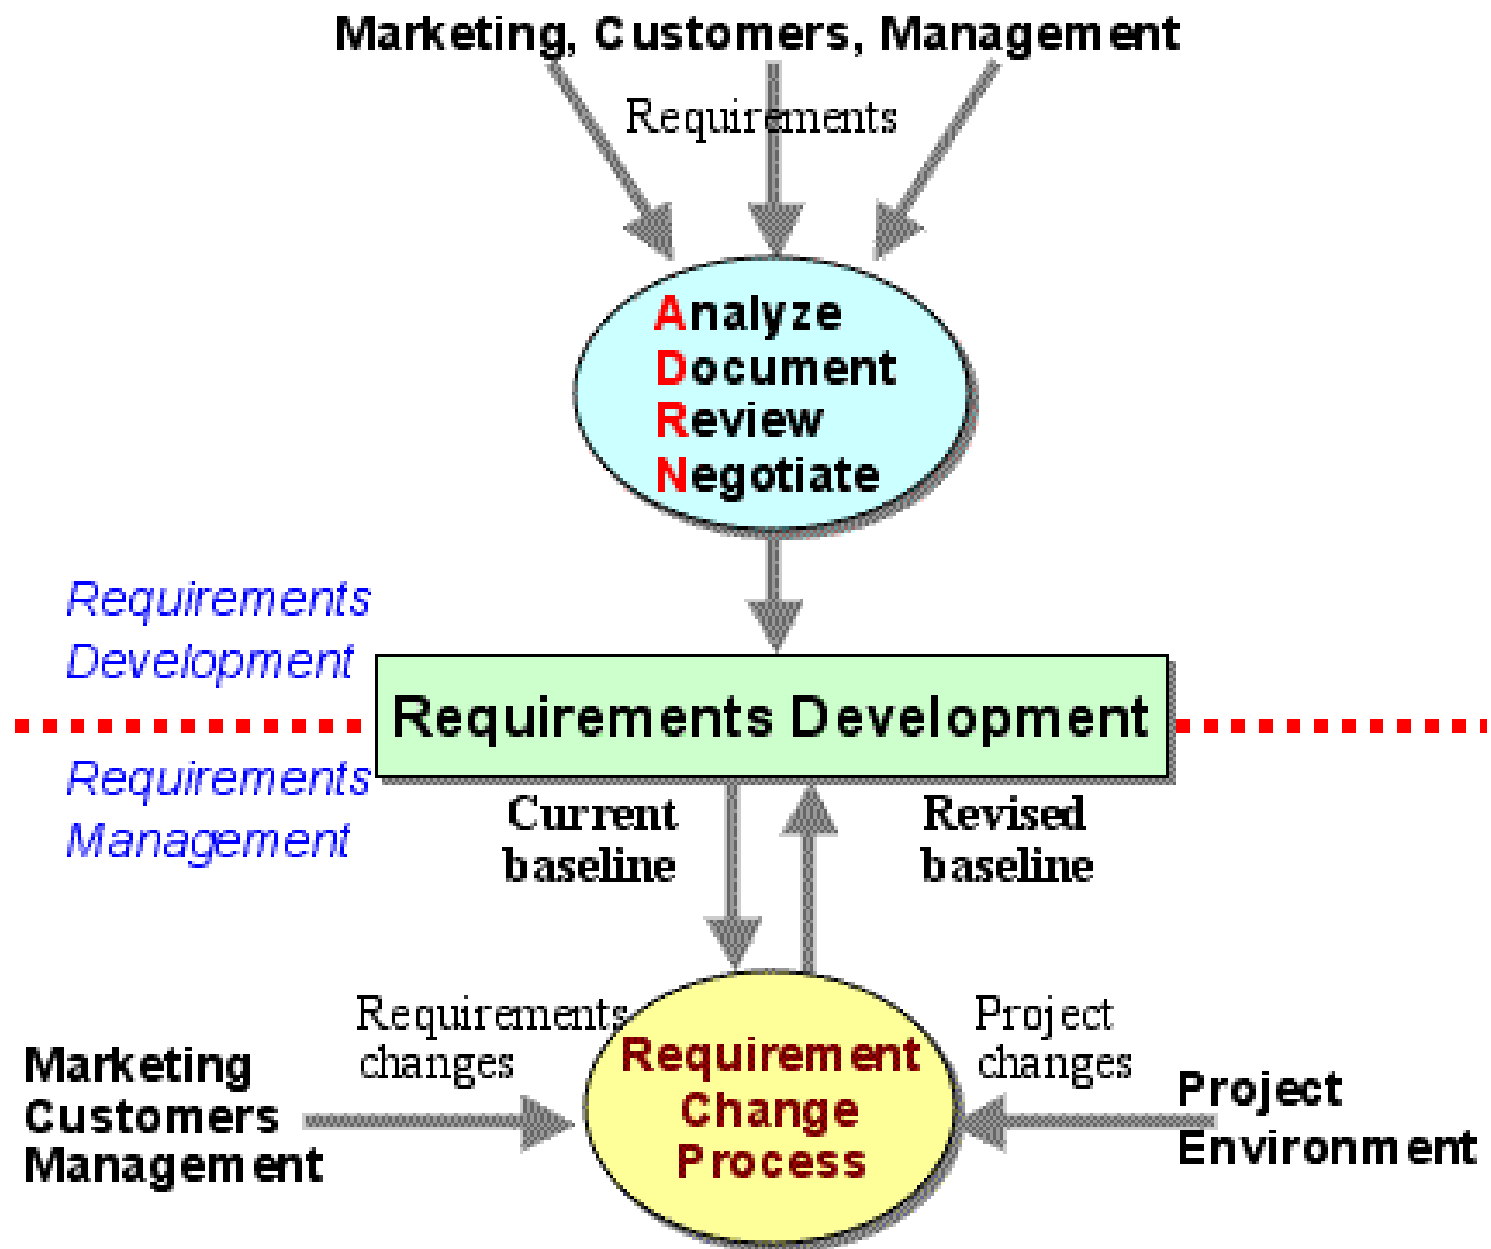 Marketing, Customers, Management
Requirements
Analyze
Document
Review
Negotiate
Requirements
Development
Requirements Development
Requirements
Management
Current
baseline
Revised
baseline
Requirements
changes
Project
changes
Marketing
Customers
Management
Requirement
Change
Process
Project
Environment